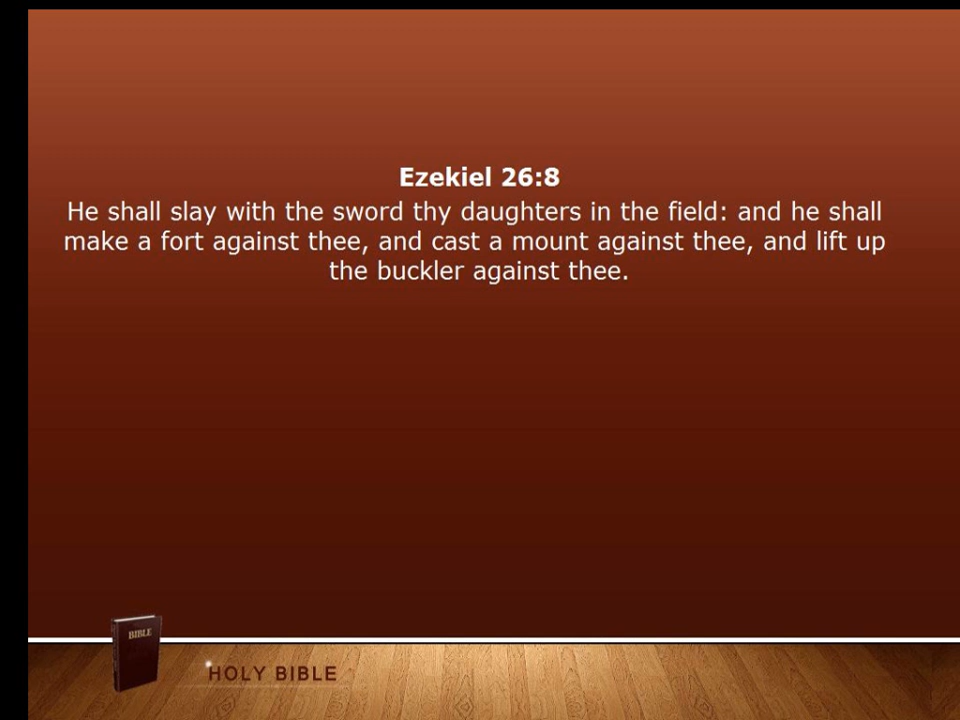 Ezekiel 26:8
He shall slay with the sword thy daughters in the field: and he shall
make a fort against thee, and cast a mount against thee, and lift up
the buckler against thee.
BIBLE
HOLY BIBLE